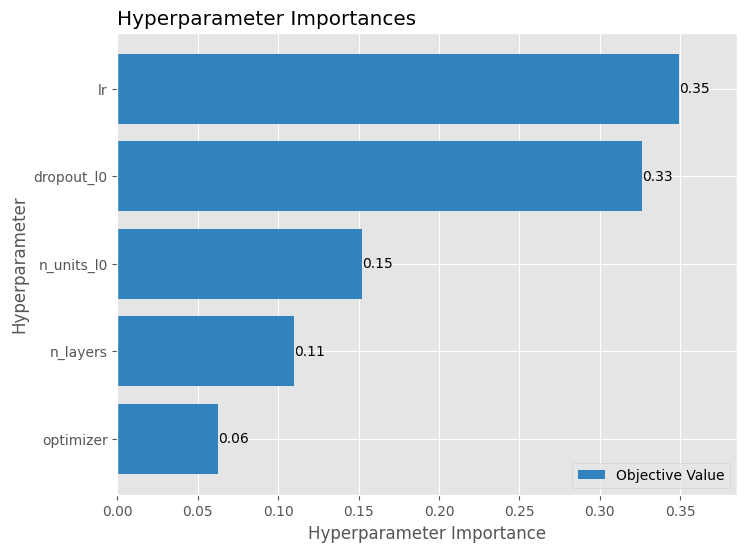 Hyperparameter Importances
Hyperparameter
lr
0.35
dropout_l0
0.33
n_units_l0
0.15
n_layers
0.11
optimizer
0.06
Objective Value
0.00 0.05 0.10 0.15 0.20 0.25 0.30 0.35
Hyperparameter Importance